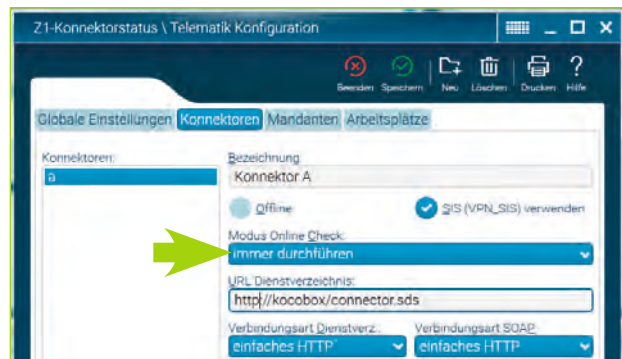 Z1-Konnektorstatus \ Telematik Konfiguration
Beenden Speichern Neu Löschen Drucken Hilfe
Globale Einstellungen Konnektoren Mandanten Arbeitsplätze
Konnektoren:
a
Bezeichnung
Konnektor A
Offline
SIS (VPN_SIS) verwenden
Modus Online Check:
immer durchführen
URL Dienstverzeichnis:
http://kocobox/connector.sds
Verbindungsart Dienstverz.: Verbindungsart SOAP
einfaches HTTP einfaches HTTP